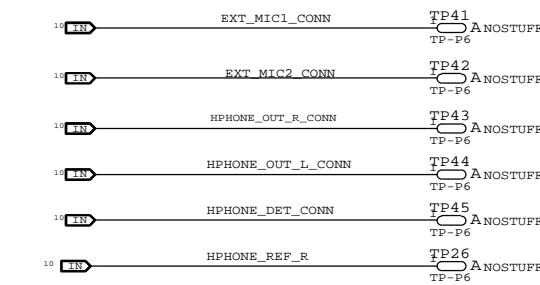 EXT_MIC1_CONN TP41
10 IN 1 A NOSTUFF
TP-P6
EXT_MIC2_CONN TP42
10 IN 1 A NOSTUFF
TP-P6
HPHONE_OUT_R_CONN TP43
10 IN 1 A NOSTUFF
TP-P6
HPHONE_OUT_L_CONN TP44
10 IN 1 A NOSTUFF
TP-P6
HPHONE_DET_CONN TP45
10 IN 1 A NOSTUFF
TP-P6
HPHONE_REF_R TP26
10 IN 1 A NOSTUFF
TP-P6